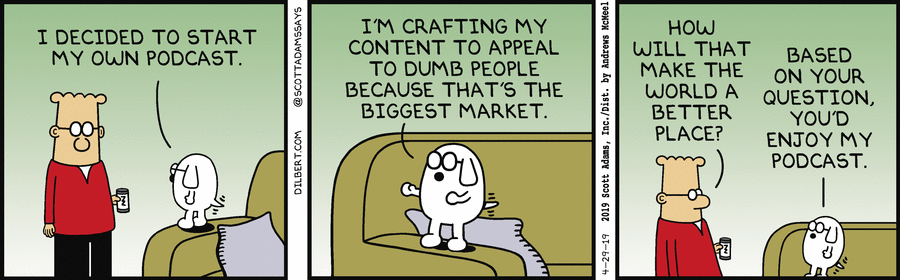 I DECIDED TO START
MY OWN PODCAST.
DILBERT.COM @SCOTTADAMSSAYS
I'M CRAFTING MY
CONTENT TO APPEAL
TO DUMB PEOPLE
BECAUSE THAT'S THE
BIGGEST MARKET.
4-29-19 2019 Scott Adams, Inc./Dist. by Andrews McMeel
HOW
WILL THAT
MAKE THE
WORLD A
BETTER
PLACE?
BASED
ON YOUR
QUESTION,
YOU'D
ENJOY MY
PODCAST.